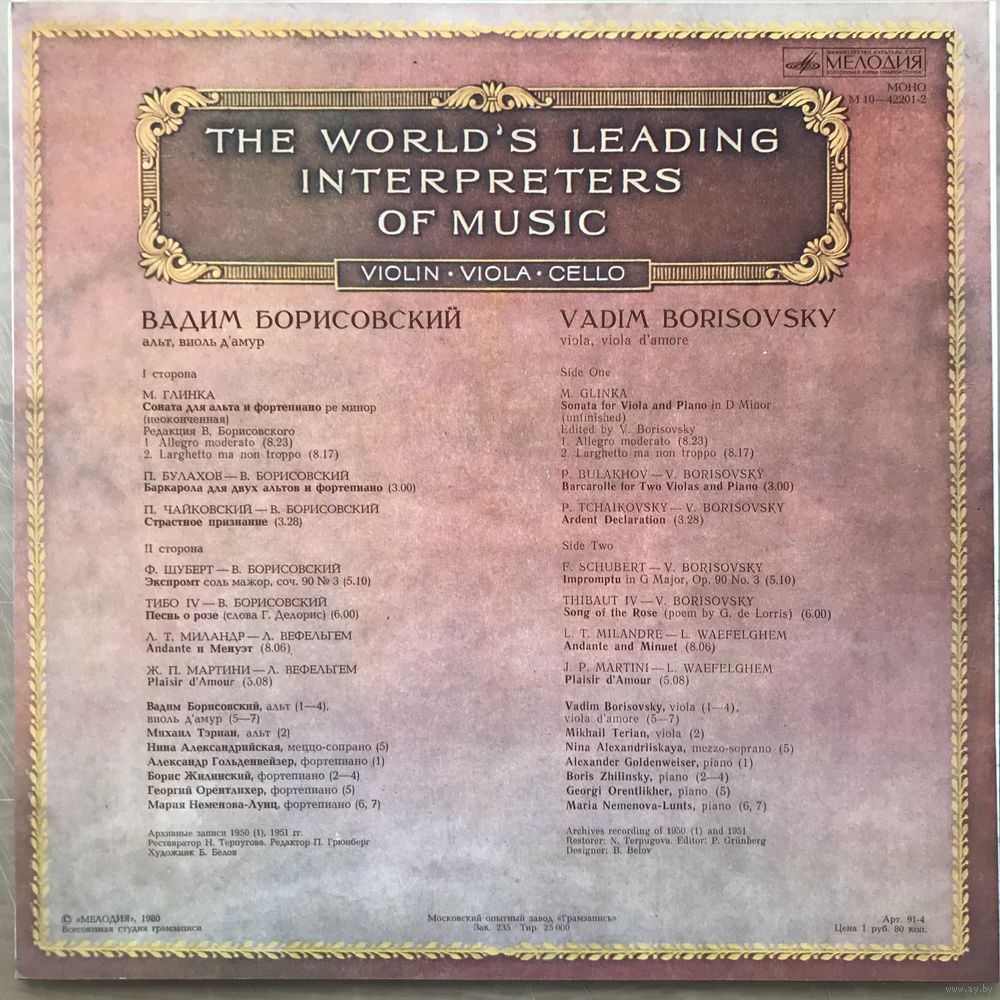 МИНИСТЕРСТВО КУЛЬТУРЫ СССР
МЕЛОДИЯ
ВСЕСОЮЗНАЯ ФИРМА ГРАМПЛАСТИНОК
МОНО
М 10—42201-2
THE WORLD'S LEADING
INTERPRETERS
OF MUSIC
VIOLIN · VIOLA · CELLO
ВАДИМ БОРИСОВСКИЙ
альт, виоль д'амур
I сторона
М. ГЛИНКА
Соната для альта и фортепиано ре минор
(неоконченная)
Редакция В. Борисовского
1. Allegro moderato (8.23)
2. Larghetto ma non troppo (8.17)
П. БУЛАХОВ—В. БОРИСОВСКИЙ
Баркарола для двух альтов и фортепиано (3.00)
П. ЧАЙКОВСКИЙ—В. БОРИСОВСКИЙ
Страстное признание (3.28)
II сторона
Ф. ШУБЕРТ—В. БОРИСОВСКИЙ
Экспромт соль мажор, соч. 90 № 3 (5.10)
ТИБО IV—В. БОРИСОВСКИЙ
Песнь о розе (слова Г. Делорис) (6.00)
Л. Т. МИЛАНДР—Л. ВЕФЕЛЬГЕМ
Andante и Менуэт (8.06)
Ж. П. МАРТИНИ—Л. ВЕФЕЛЬГЕМ
Plaisir d'Amour (5.08)
Вадим Борисовский, альт (1—4),
виоль д'амур (5—7)
Михаил Тэриан, альт (2)
Нина Александрийская, меццо-сопрано (5)
Александр Гольденвейзер, фортепиано (1)
Борис Жилинский, фортепиано (2—4)
Георгий Орентлихер, фортепиано (5)
Мария Неменова-Лунц, фортепиано (6, 7)
Архивные записи 1950 (1), 1951 гг.
Реставратор Н. Терпугова. Редактор П. Грюнберг
Художник Б. Белов
VADIM BORISOVSKY
viola, viola d'amore
Side One
M. GLINKA
Sonata for Viola and Piano in D Minor
(unfinished)
Edited by V. Borisovsky
1. Allegro moderato (8.23)
2. Larghetto ma non troppo (8.17)
P. BULAKHOV—V. BORISOVSKY
Barcarolle for Two Violas and Piano (3.00)
P. TCHAIKOVSKY—V. BORISOVSKY
Ardent Declaration (3.28)
Side Two
F. SCHUBERT—V. BORISOVSKY
Impromptu in G Major, Op. 90 No. 3 (5.10)
THIBAUT IV—V. BORISOVSKY
Song of the Rose (poem by G. de Lorris) (6.00)
L. T. MILANDRE—L. WAEFELGHEM
Andante and Minuet (8.06)
J. P. MARTINI—L. WAEFELGHEM
Plaisir d'Amour (5.08)
Vadim Borisovsky, viola (1—4),
viola d'amore (5—7)
Mikhail Terian, viola (2)
Nina Alexandriiskaya, mezzo-soprano (5)
Alexander Goldenweiser, piano (1)
Boris Zhilinsky, piano (2—4)
Georgi Orentlikher, piano (5)
Maria Nemenova-Lunts, piano (6, 7)
Archives recording of 1950 (1) and 1951
Restorer: N. Terpugova. Editor: P. Grünberg
Designer: B. Belov
© «МЕЛОДИЯ», 1980
Всесоюзная студия грамзаписи
Московский опытный завод «Грамзапись»
Зак. 235. Тир. 25 000
Арт. 91-4
Цена 1 руб. 80 коп.
www.ay.by